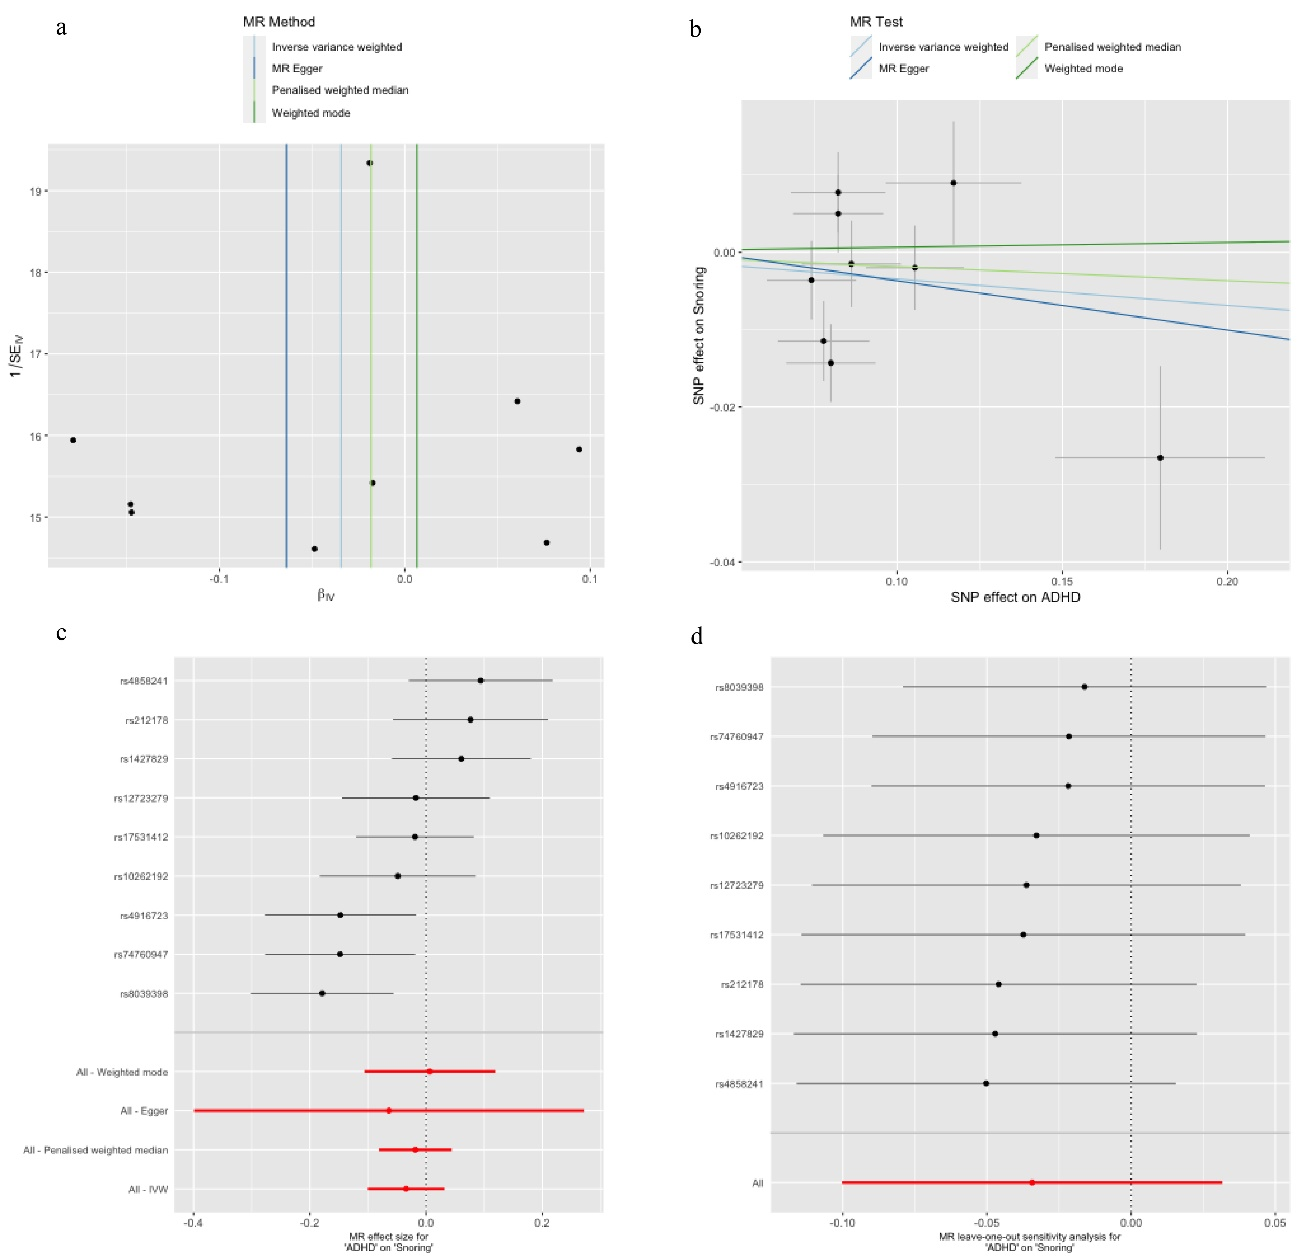 a
MR Method
Inverse variance weighted
MR Egger
Penalised weighted median
Weighted mode
19
18
17
16
15
1/SEIV
-0.1
0.0
0.1
βIV
b
MR Test
Inverse variance weighted
Penalised weighted median
MR Egger
Weighted mode
0.00
-0.02
-0.04
SNP effect on Snoring
0.10
0.15
0.20
SNP effect on ADHD
c
rs4858241
rs212178
rs1427829
rs12723279
rs17531412
rs10262192
rs4916723
rs74760947
rs8039398
All - Weighted mode
All - Egger
All - Penalised weighted median
All - IVW
-0.4
-0.2
0.0
0.2
MR effect size for
'ADHD' on 'Snoring'
d
rs8039398
rs74760947
rs4916723
rs10262192
rs12723279
rs17531412
rs212178
rs1427829
rs4858241
All
-0.10
-0.05
0.00
0.05
MR leave-one-out sensitivity analysis for
'ADHD' on 'Snoring'